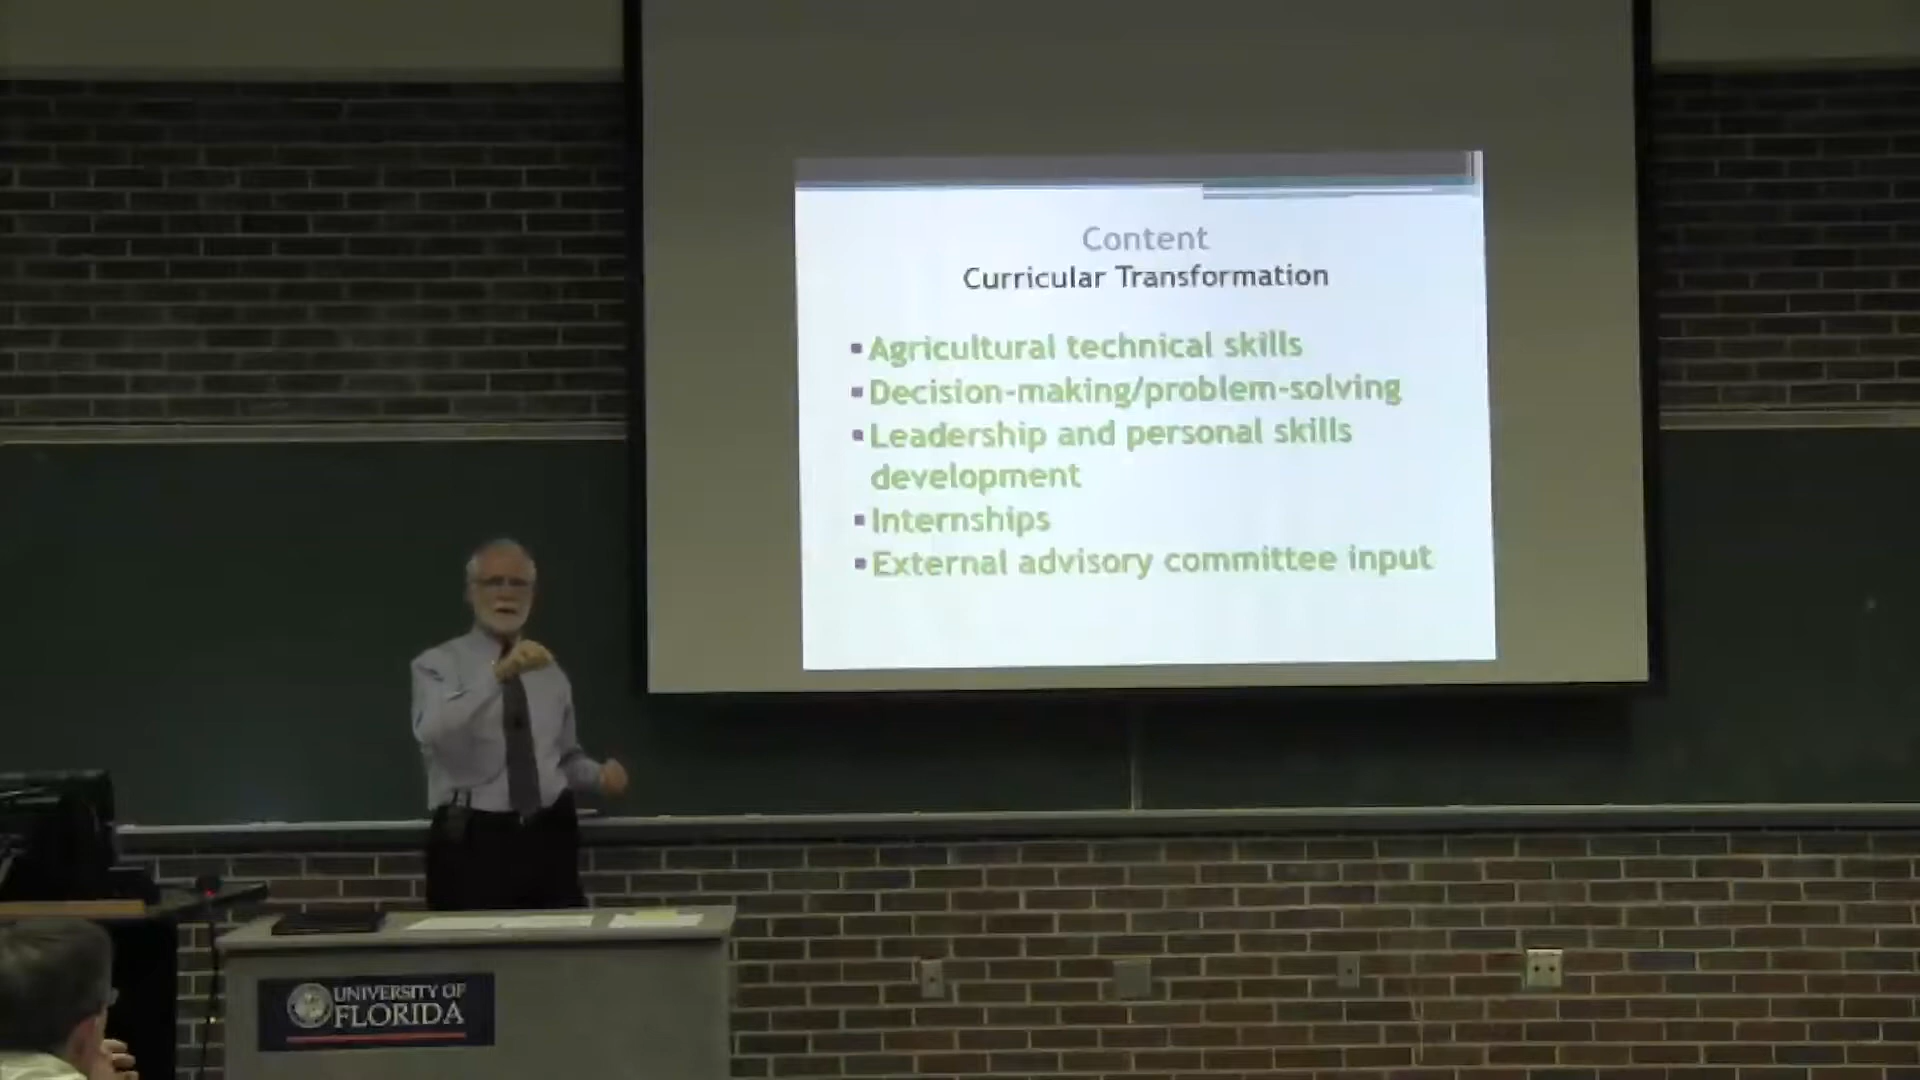 Content
Curricular Transformation
▪Agricultural technical skills
▪Decision-making/problem-solving
▪Leadership and personal skills
development
▪Internships
▪External advisory committee input
UNIVERSITY OF
FLORIDA